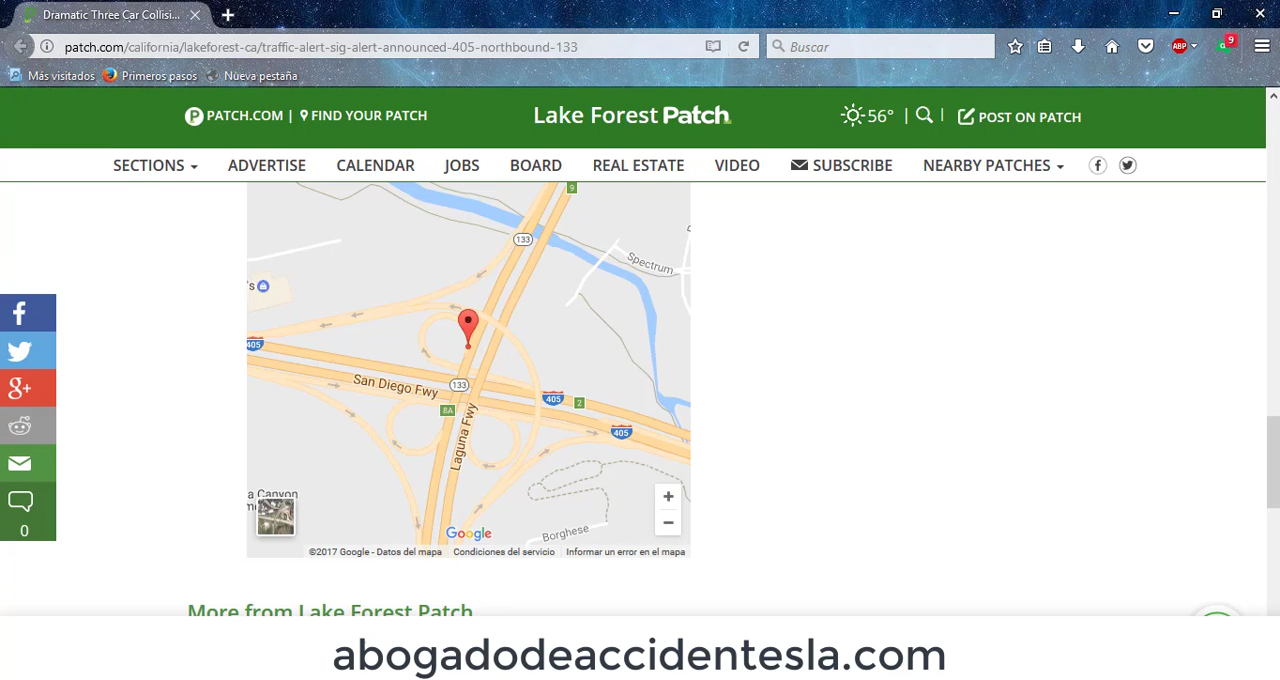 Dramatic Three Car Collisi...
patch.com/california/lakeforest-ca/traffic-alert-sig-alert-announced-405-northbound-133
Buscar
ABP
9
Más visitados Primeros pasos Nueva pestaña
PATCH.COM | FIND YOUR PATCH
Lake Forest Patch
56° | |
POST ON PATCH
SECTIONS ADVERTISE CALENDAR JOBS BOARD REAL ESTATE VIDEO SUBSCRIBE NEARBY PATCHES
9
133
Spectrum
's
405
San Diego Fwy
133
405
2
8A
405
Laguna Fwy
a Canyon
Borghese
Google
+
−
©2017 Google - Datos del mapa Condiciones del servicio Informar un error en el mapa
0
More from Lake Forest Patch
abogadodeaccidentesla.com